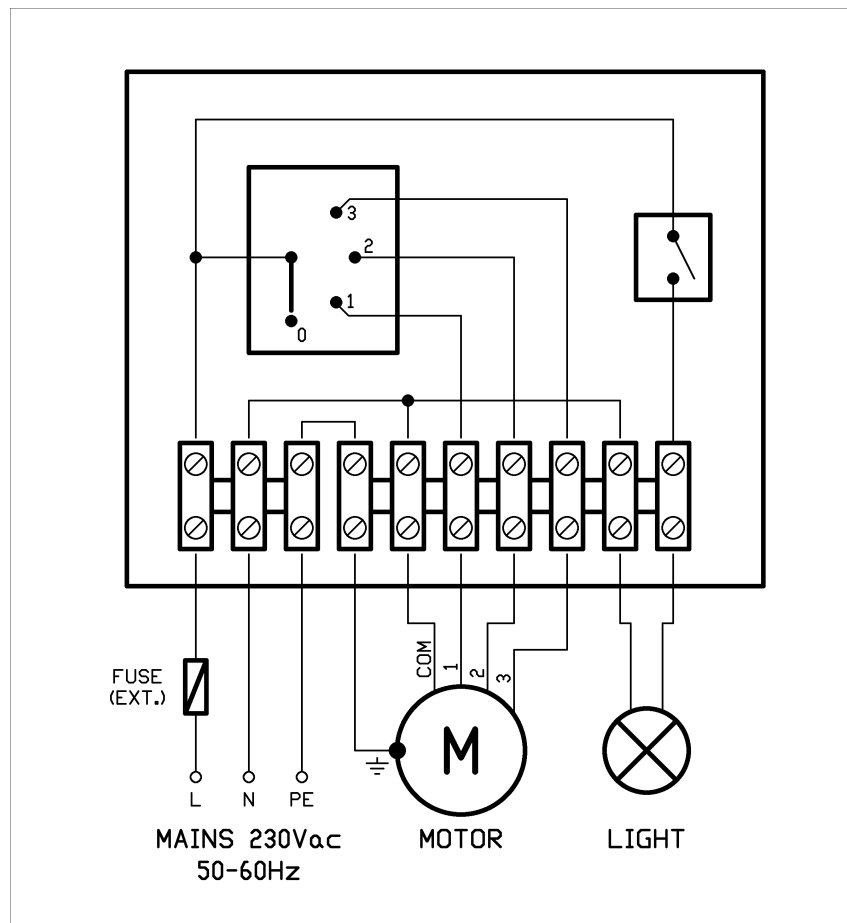 3
2
1
0
FUSE
(EXT.)
COM
1
2
3
M
L N PE
MAINS 230Vac
50-60Hz
MOTOR
LIGHT